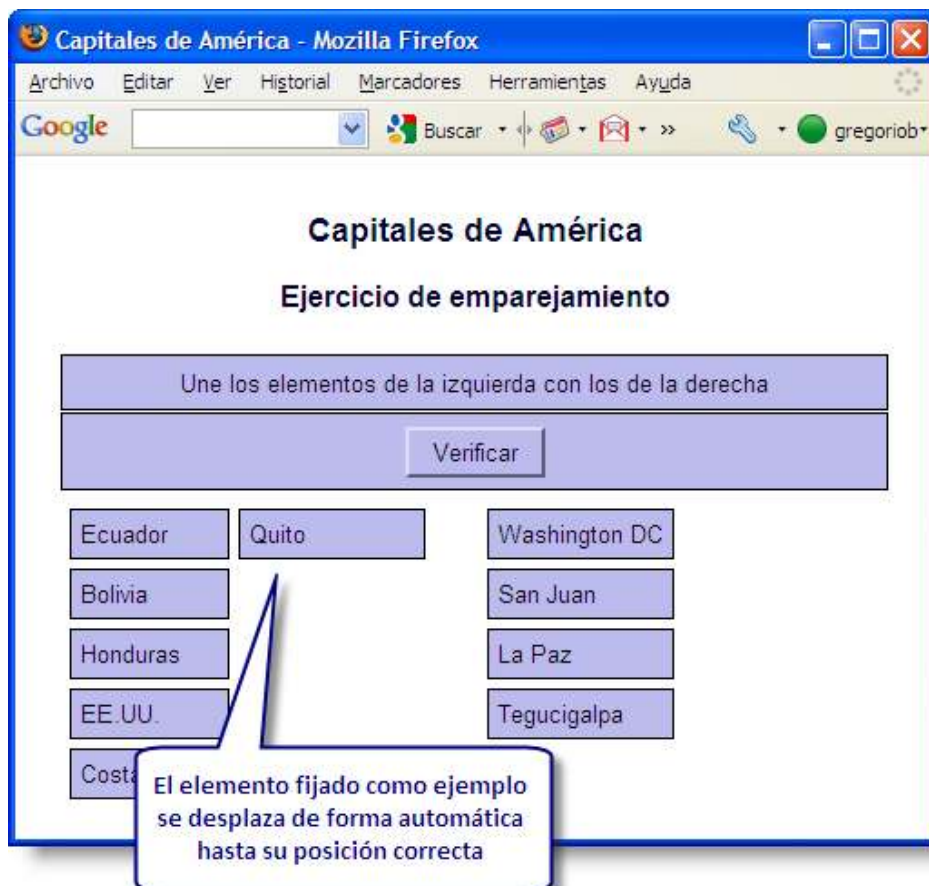 Capitales de América - Mozilla Firefox
Archivo Editar Ver Historial Marcadores Herramientas Ayuda
Google Buscar » gregoriob
Capitales de América
Ejercicio de emparejamiento
Une los elementos de la izquierda con los de la derecha
Verificar
Ecuador Quito Washington DC
Bolivia San Juan
Honduras La Paz
EE.UU. Tegucigalpa
Costa
El elemento fijado como ejemplo
se desplaza de forma automática
hasta su posición correcta